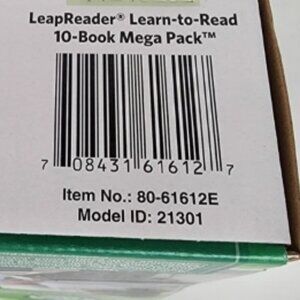 LeapReader® Learn-to-Read
10-Book Mega Pack™
7 08431 61612 7
Item No.: 80-61612E
Model ID: 21301